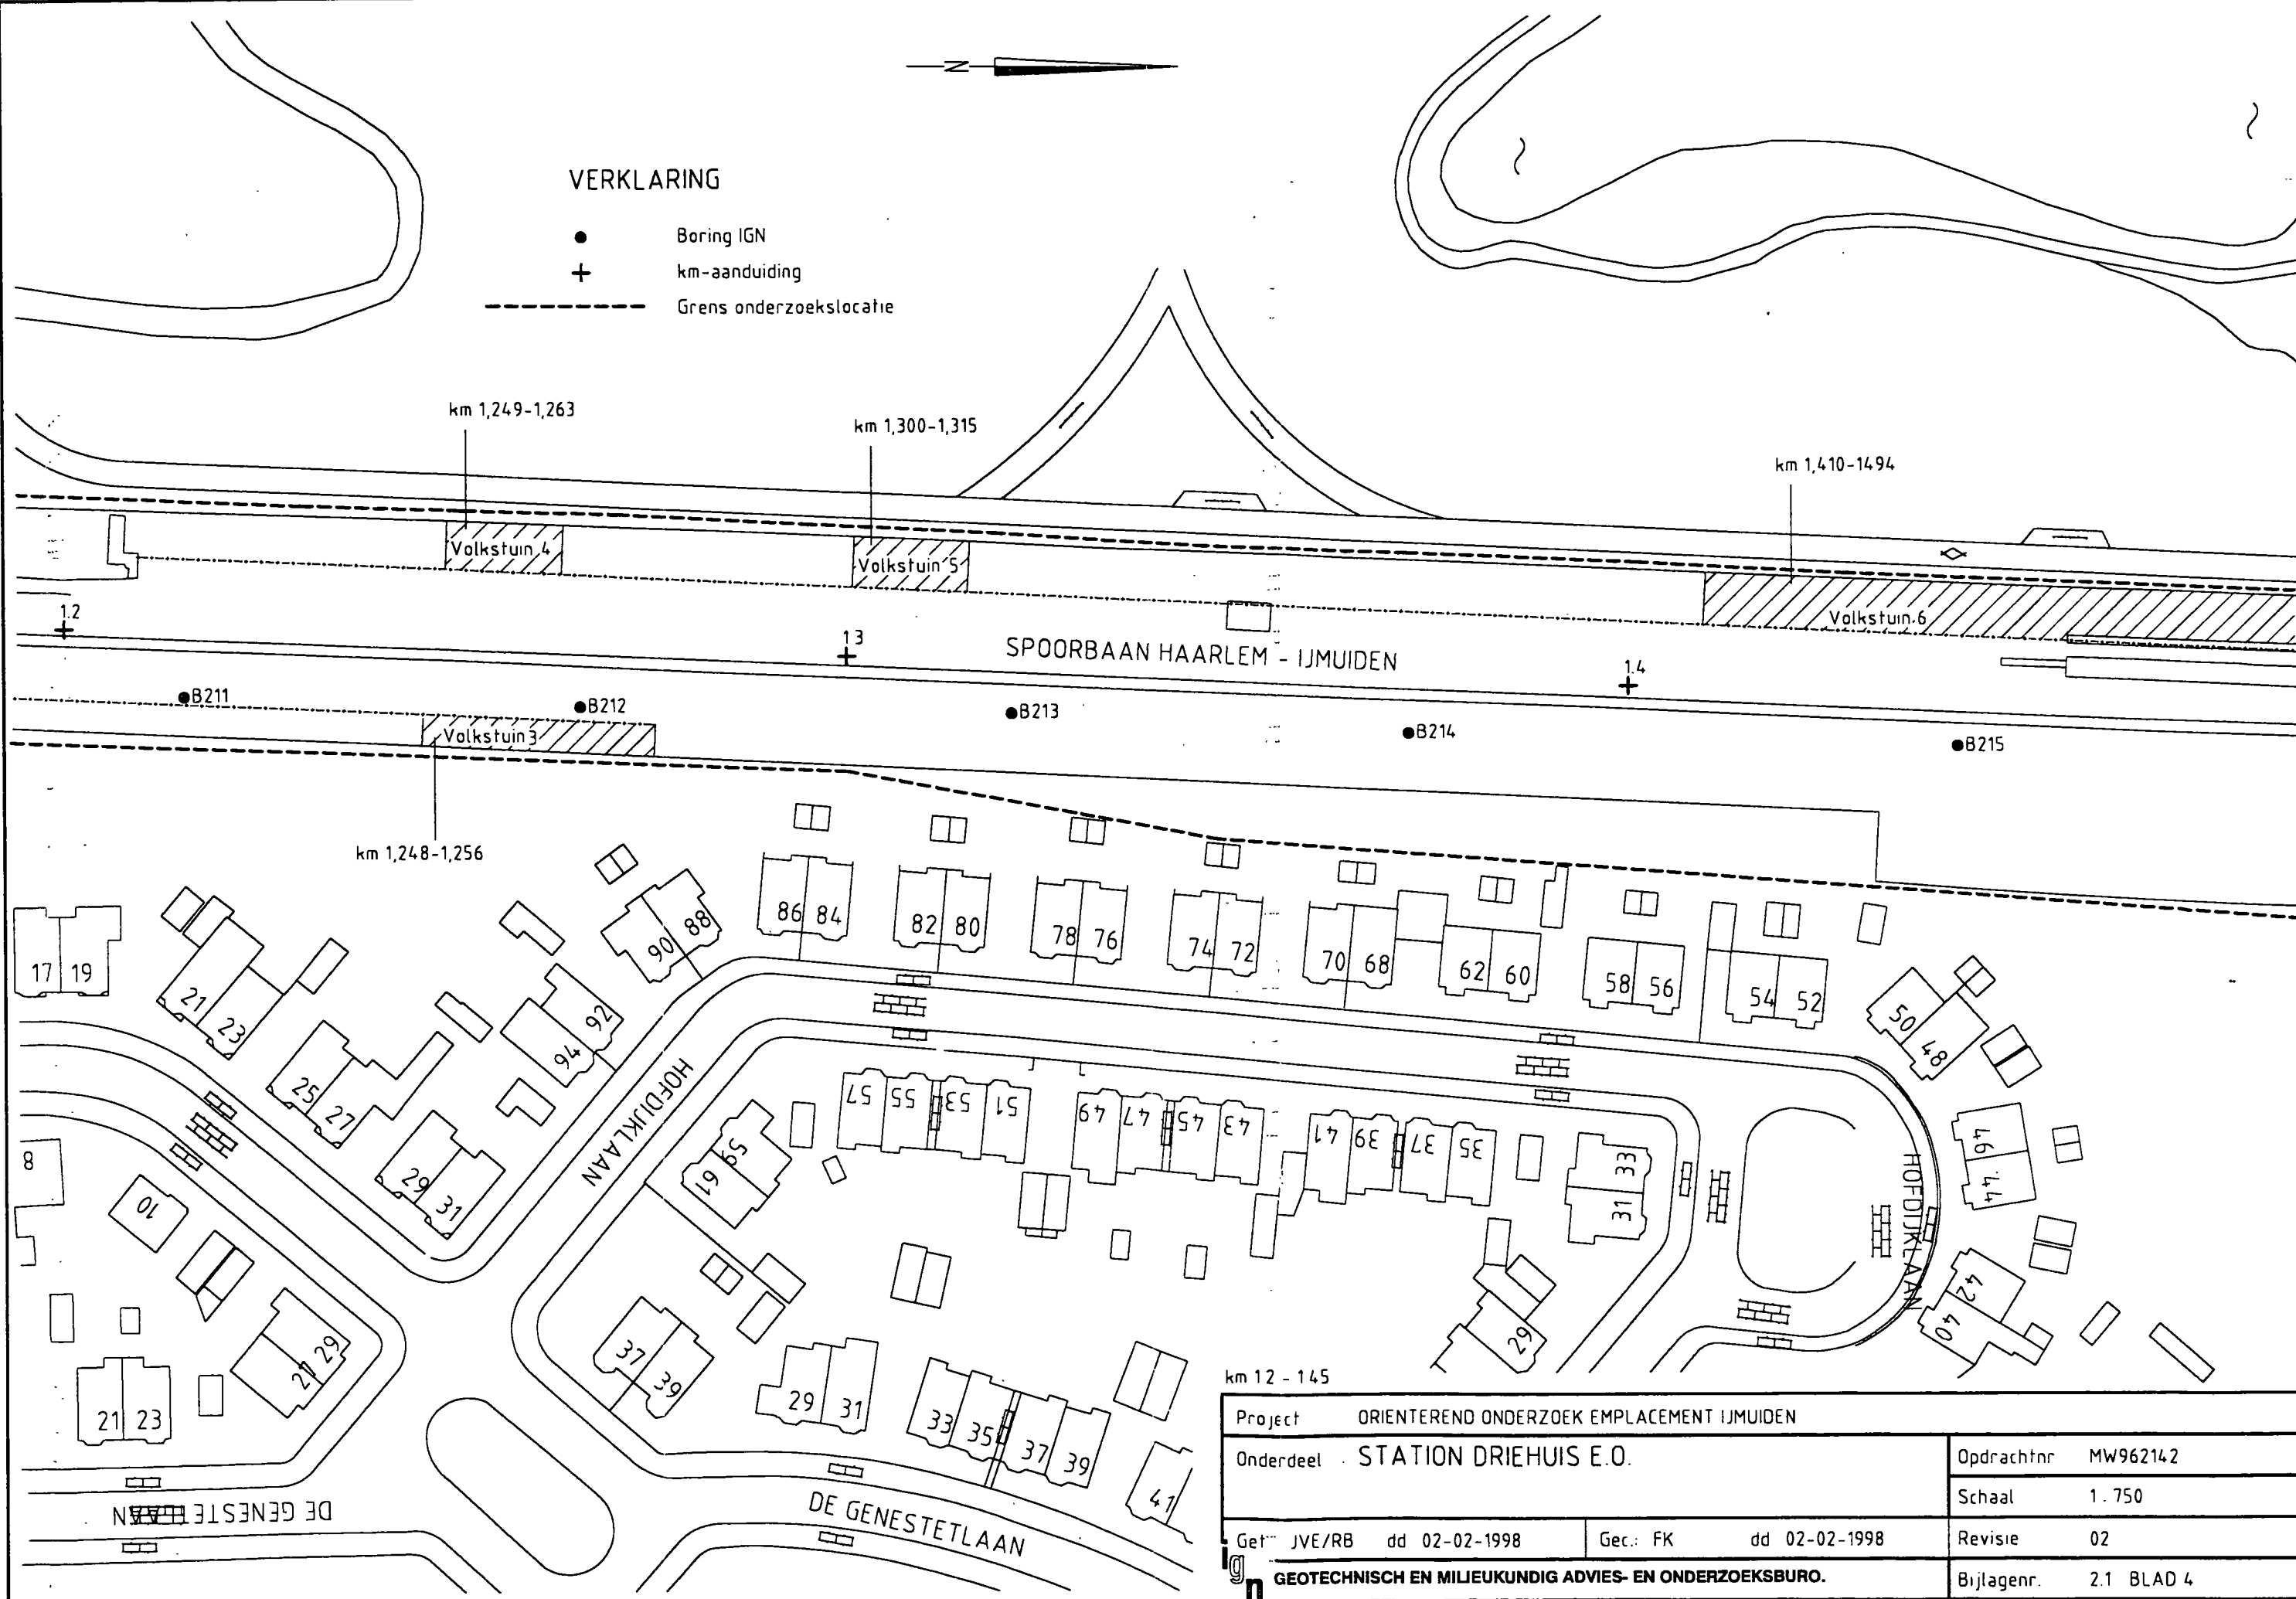 N
VERKLARING
Boring IGN
km-aanduiding
Grens onderzoekslocatie
km 1,249-1,263
km 1,300-1,315
km 1,410-1494
Volkstuin 4
Volkstuin 5
Volkstuin 6
1.2
1 3
1.4
SPOORBAAN HAARLEM - IJMUIDEN
B211
B212
B213
B214
B215
Volkstuin 3
km 1,248-1,256
86 84
82 80
78 76
74 72
70 68
62 60
58 56
54 52
50 48
90 88
92
94
17 19
21 23
25 27
29 31
HOFDIJKLAAN
57 55 53 51
49 47 45 43
41 39 37 35
33
31
59
61
46
44
HOFDIJKLAAN
42
40
29
8
10
27 29
21 23
37 39
29 31
33 35 37 39
41
DE GENESTETLAAN
DE GENESTETLAAN
km 12 - 145
Project ORIENTEREND ONDERZOEK EMPLACEMENT IJMUIDEN
Onderdeel STATION DRIEHUIS E.O.
Opdrachtnr MW962142
Schaal 1 . 750
Get JVE/RB dd 02-02-1998 Gec.: FK dd 02-02-1998
Revisie 02
ign GEOTECHNISCH EN MILIEUKUNDIG ADVIES- EN ONDERZOEKSBURO.
Bijlagenr. 2.1 BLAD 4